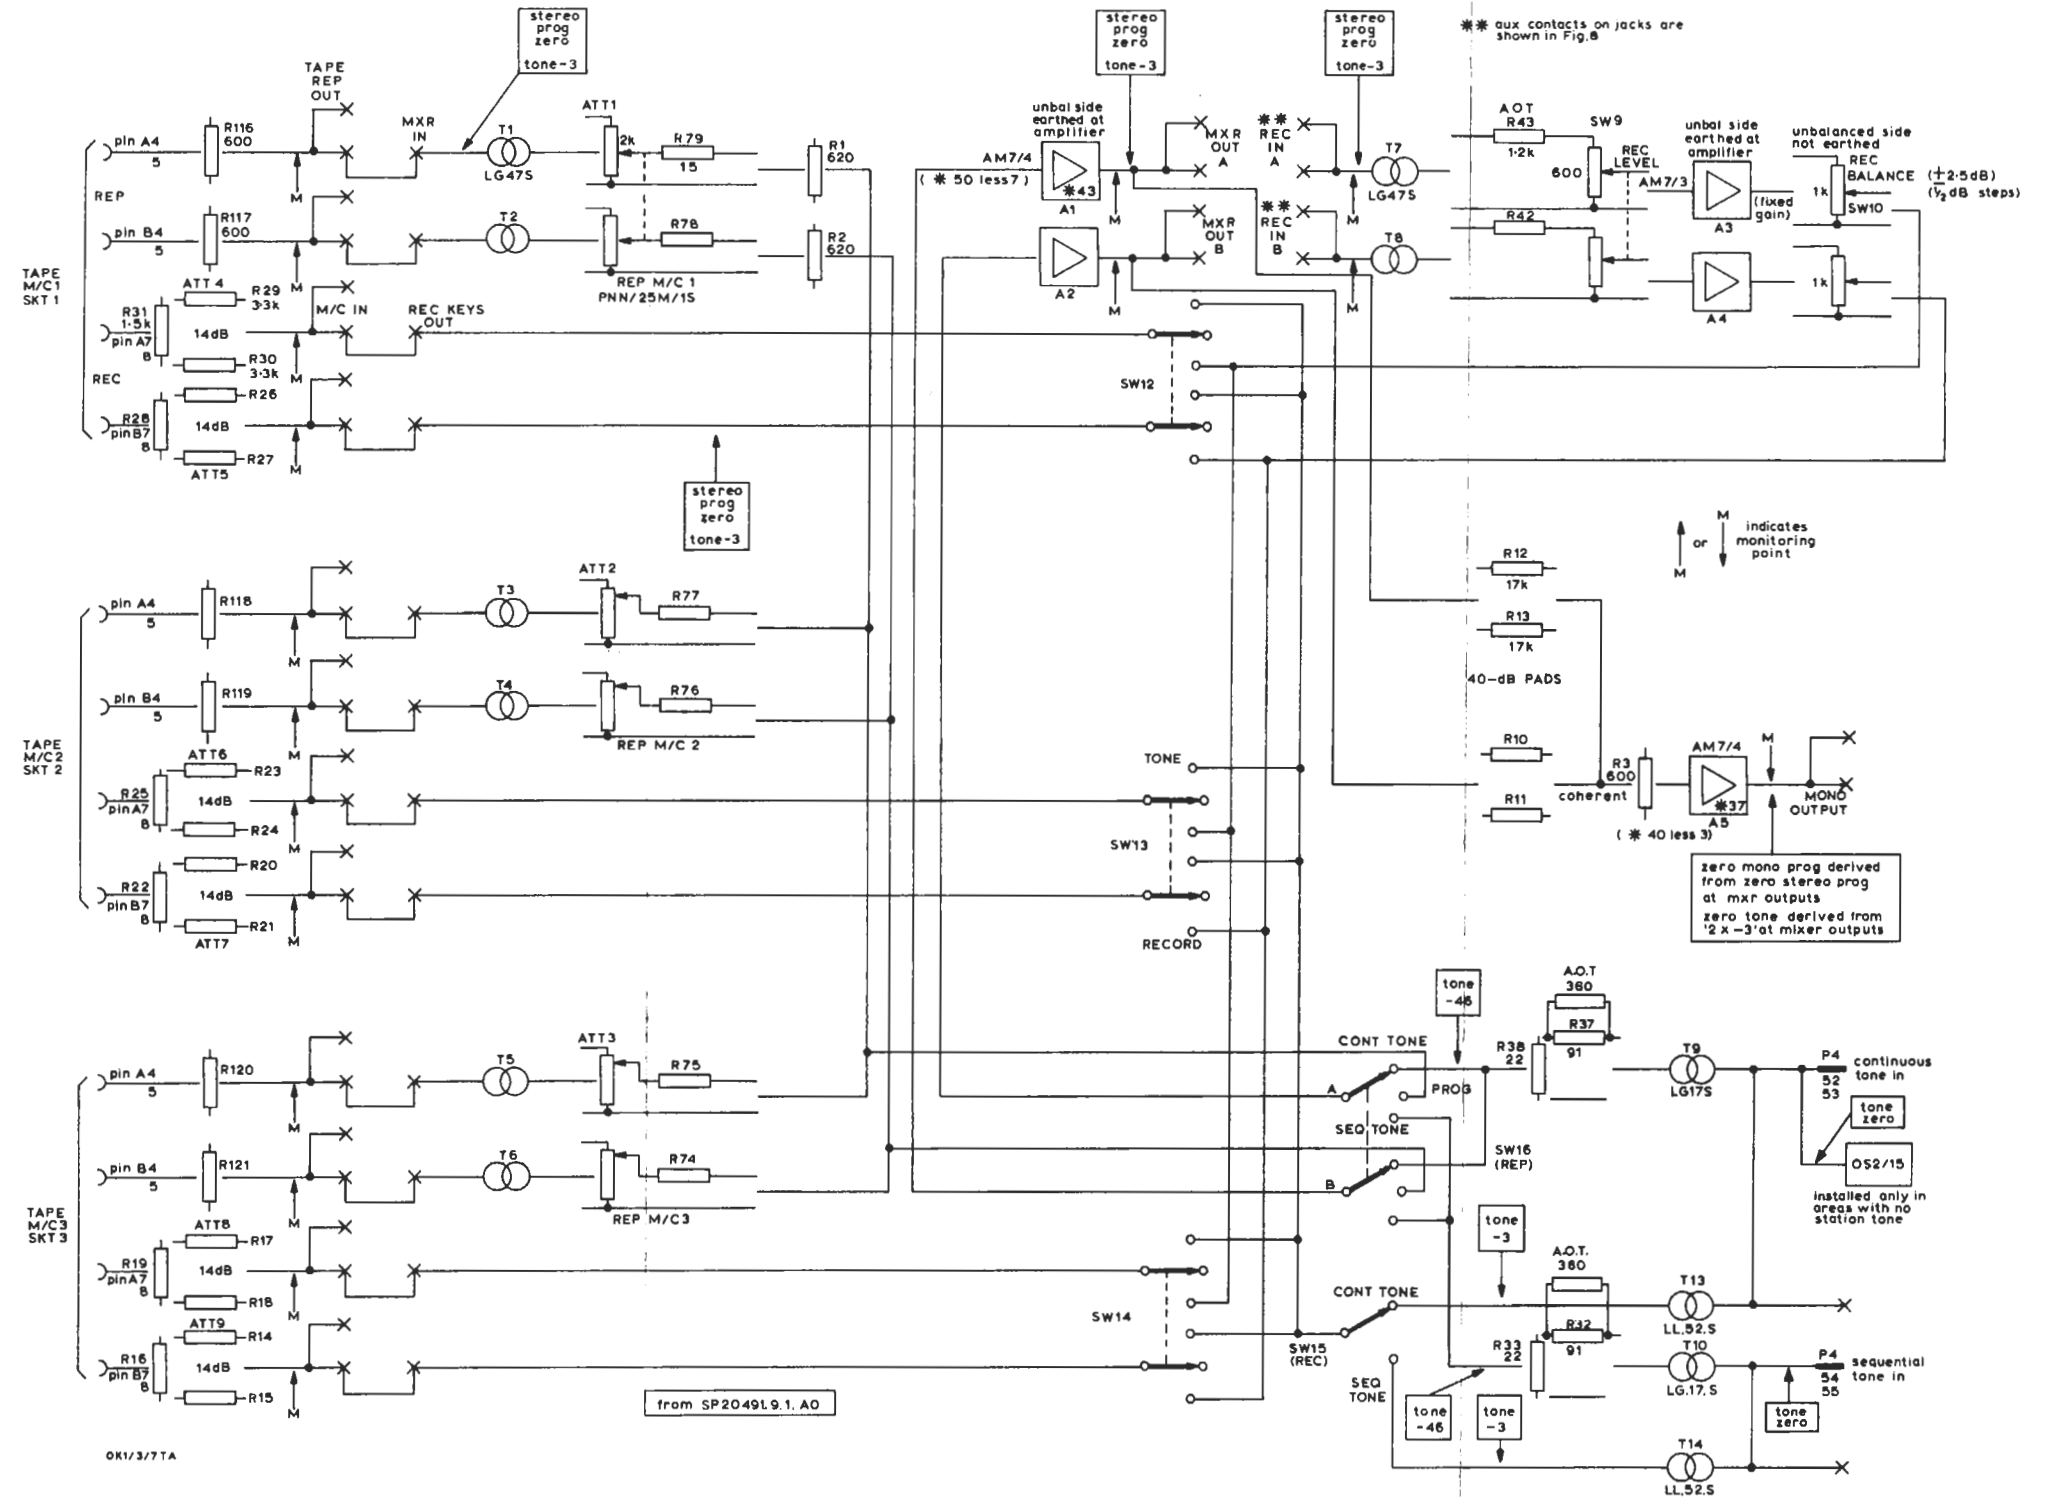 stereo
prog
zero
tone-3
stereo
prog
zero
tone-3
stereo
prog
zero
tone-3
** aux contacts on jacks are
shown in Fig.8
TAPE
REP
OUT
pin A4
5
R116
600
MXR
IN
T1
LG47S
ATT1
2k
R79
15
R1
620
unbal side
earthed at
amplifier
AM7/4
(* 50 less 7)
*43
A1
M
MXR
OUT
A
**
REC
IN
A
T7
LG47S
AOT
R43
1·2k
SW9
600
REC
LEVEL
AM7/3
unbal side
earthed at
amplifier
(fixed
gain)
A3
unbalanced side
not earthed
REC
BALANCE
(±2·5dB)
(½dB steps)
1k
SW10
REP
M
M
pin B4
5
R117
600
T2
R78
REP M/C 1
PNN/25M/1S
R2
620
A2
M
MXR
OUT
B
**
REC
IN
B
T8
M
R42
A4
1k
TAPE
M/C1
SKT 1
M
ATT 4
R29
3·3k
R31
1·5k
pin A7
8
14dB
R30
3·3k
M/C IN
REC KEYS
OUT
M
REC
R26
R28
pin B7
8
14dB
R27
ATT5
M
SW12
stereo
prog
zero
tone-3
M
or
M
indicates
monitoring
point
R12
17k
R13
17k
40-dB PADS
R10
R11
coherent
R3
600
(* 40 less 3)
AM7/4
*37
A5
M
MONO
OUTPUT
zero mono prog derived
from zero stereo prog
at mxr outputs
zero tone derived from
'2 x -3' at mixer outputs
pin A4
5
R118
M
T3
ATT2
R77
pin B4
5
R119
M
T4
R76
REP M/C 2
TAPE
M/C2
SKT 2
ATT6
R23
R25
pin A7
8
14dB
R24
M
R20
R22
pin B7
8
14dB
R21
ATT7
M
TONE
SW13
RECORD
pin A4
5
R120
M
T5
ATT3
R75
pin B4
5
R121
M
T6
R74
REP M/C3
TAPE
M/C3
SKT 3
ATT8
R17
R19
pin A7
8
14dB
R18
M
ATT9
R14
R16
pin B7
8
14dB
R15
M
SW14
tone
-46
CONT TONE
A
PROG
SEQ TONE
B
SW16
(REP)
A.O.T
360
R37
91
R38
22
T9
LG17S
P4
52
53
continuous
tone in
tone
zero
OS2/15
installed only in
areas with no
station tone
tone
-3
CONT TONE
SW15
(REC)
SEQ
TONE
A.O.T.
360
R32
91
R33
22
T13
LL.52.S
T10
LG.17.S
P4
54
55
sequential
tone in
tone
zero
tone
-46
tone
-3
T14
LL.52.S
from SP20491.9.1. A0
OK1/3/7TA